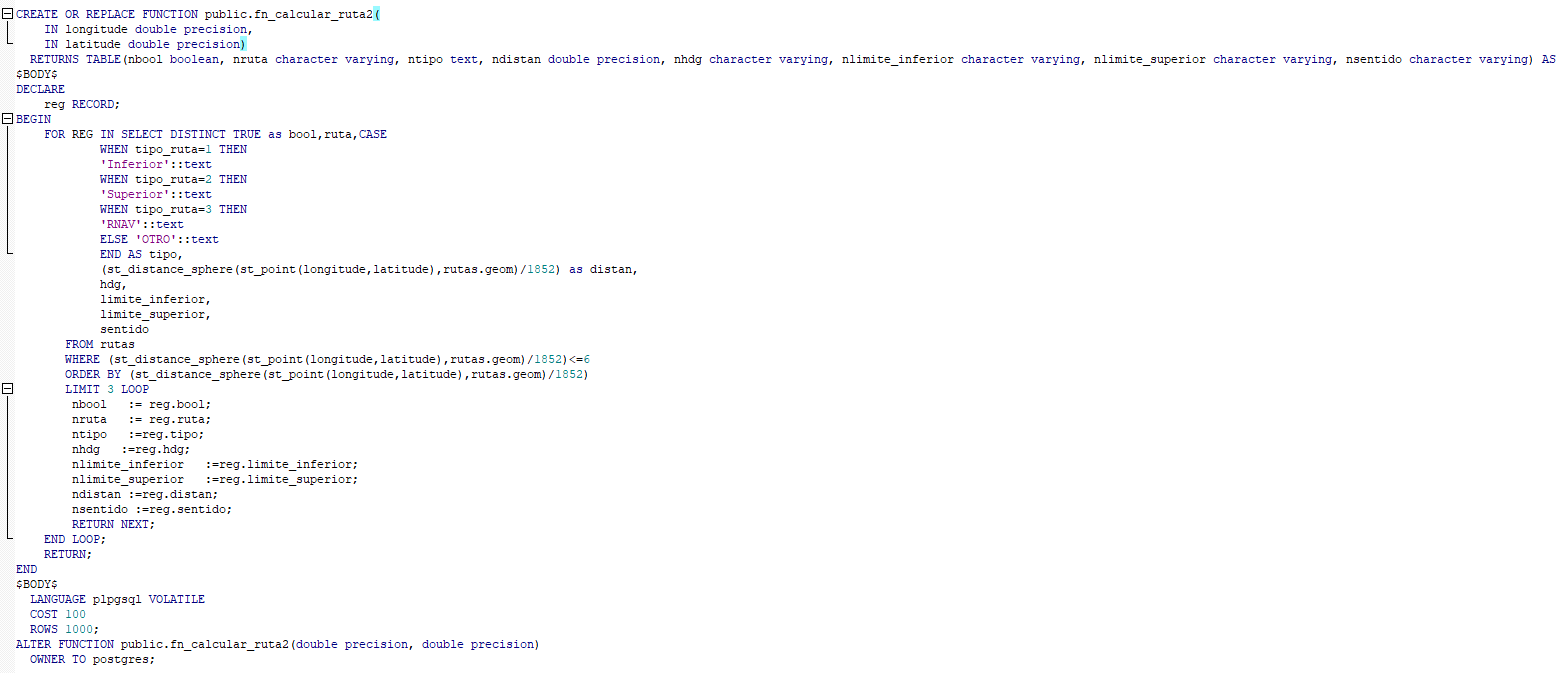 CREATE OR REPLACE FUNCTION public.fn_calcular_ruta2(
    IN longitude double precision,
    IN latitude double precision)
  RETURNS TABLE(nbool boolean, nruta character varying, ntipo text, ndistan double precision, nhdg character varying, nlimite_inferior character varying, nlimite_superior character varying, nsentido character varying) AS
$BODY$
DECLARE
    reg RECORD;
BEGIN
    FOR REG IN SELECT DISTINCT TRUE as bool,ruta,CASE
            WHEN tipo_ruta=1 THEN
            'Inferior'::text
            WHEN tipo_ruta=2 THEN
            'Superior'::text
            WHEN tipo_ruta=3 THEN
            'RNAV'::text
            ELSE 'OTRO'::text
            END AS tipo,
            (st_distance_sphere(st_point(longitude,latitude),rutas.geom)/1852) as distan,
            hdg,
            limite_inferior,
            limite_superior,
            sentido
       FROM rutas
       WHERE (st_distance_sphere(st_point(longitude,latitude),rutas.geom)/1852)<=6
       ORDER BY (st_distance_sphere(st_point(longitude,latitude),rutas.geom)/1852)
       LIMIT 3 LOOP
        nbool   := reg.bool;
        nruta   := reg.ruta;
        ntipo   :=reg.tipo;
        nhdg   :=reg.hdg;
        nlimite_inferior   :=reg.limite_inferior;
        nlimite_superior   :=reg.limite_superior;
        ndistan :=reg.distan;
        nsentido :=reg.sentido;
        RETURN NEXT;
    END LOOP;
    RETURN;
END
$BODY$
  LANGUAGE plpgsql VOLATILE
  COST 100
  ROWS 1000;
ALTER FUNCTION public.fn_calcular_ruta2(double precision, double precision)
  OWNER TO postgres;